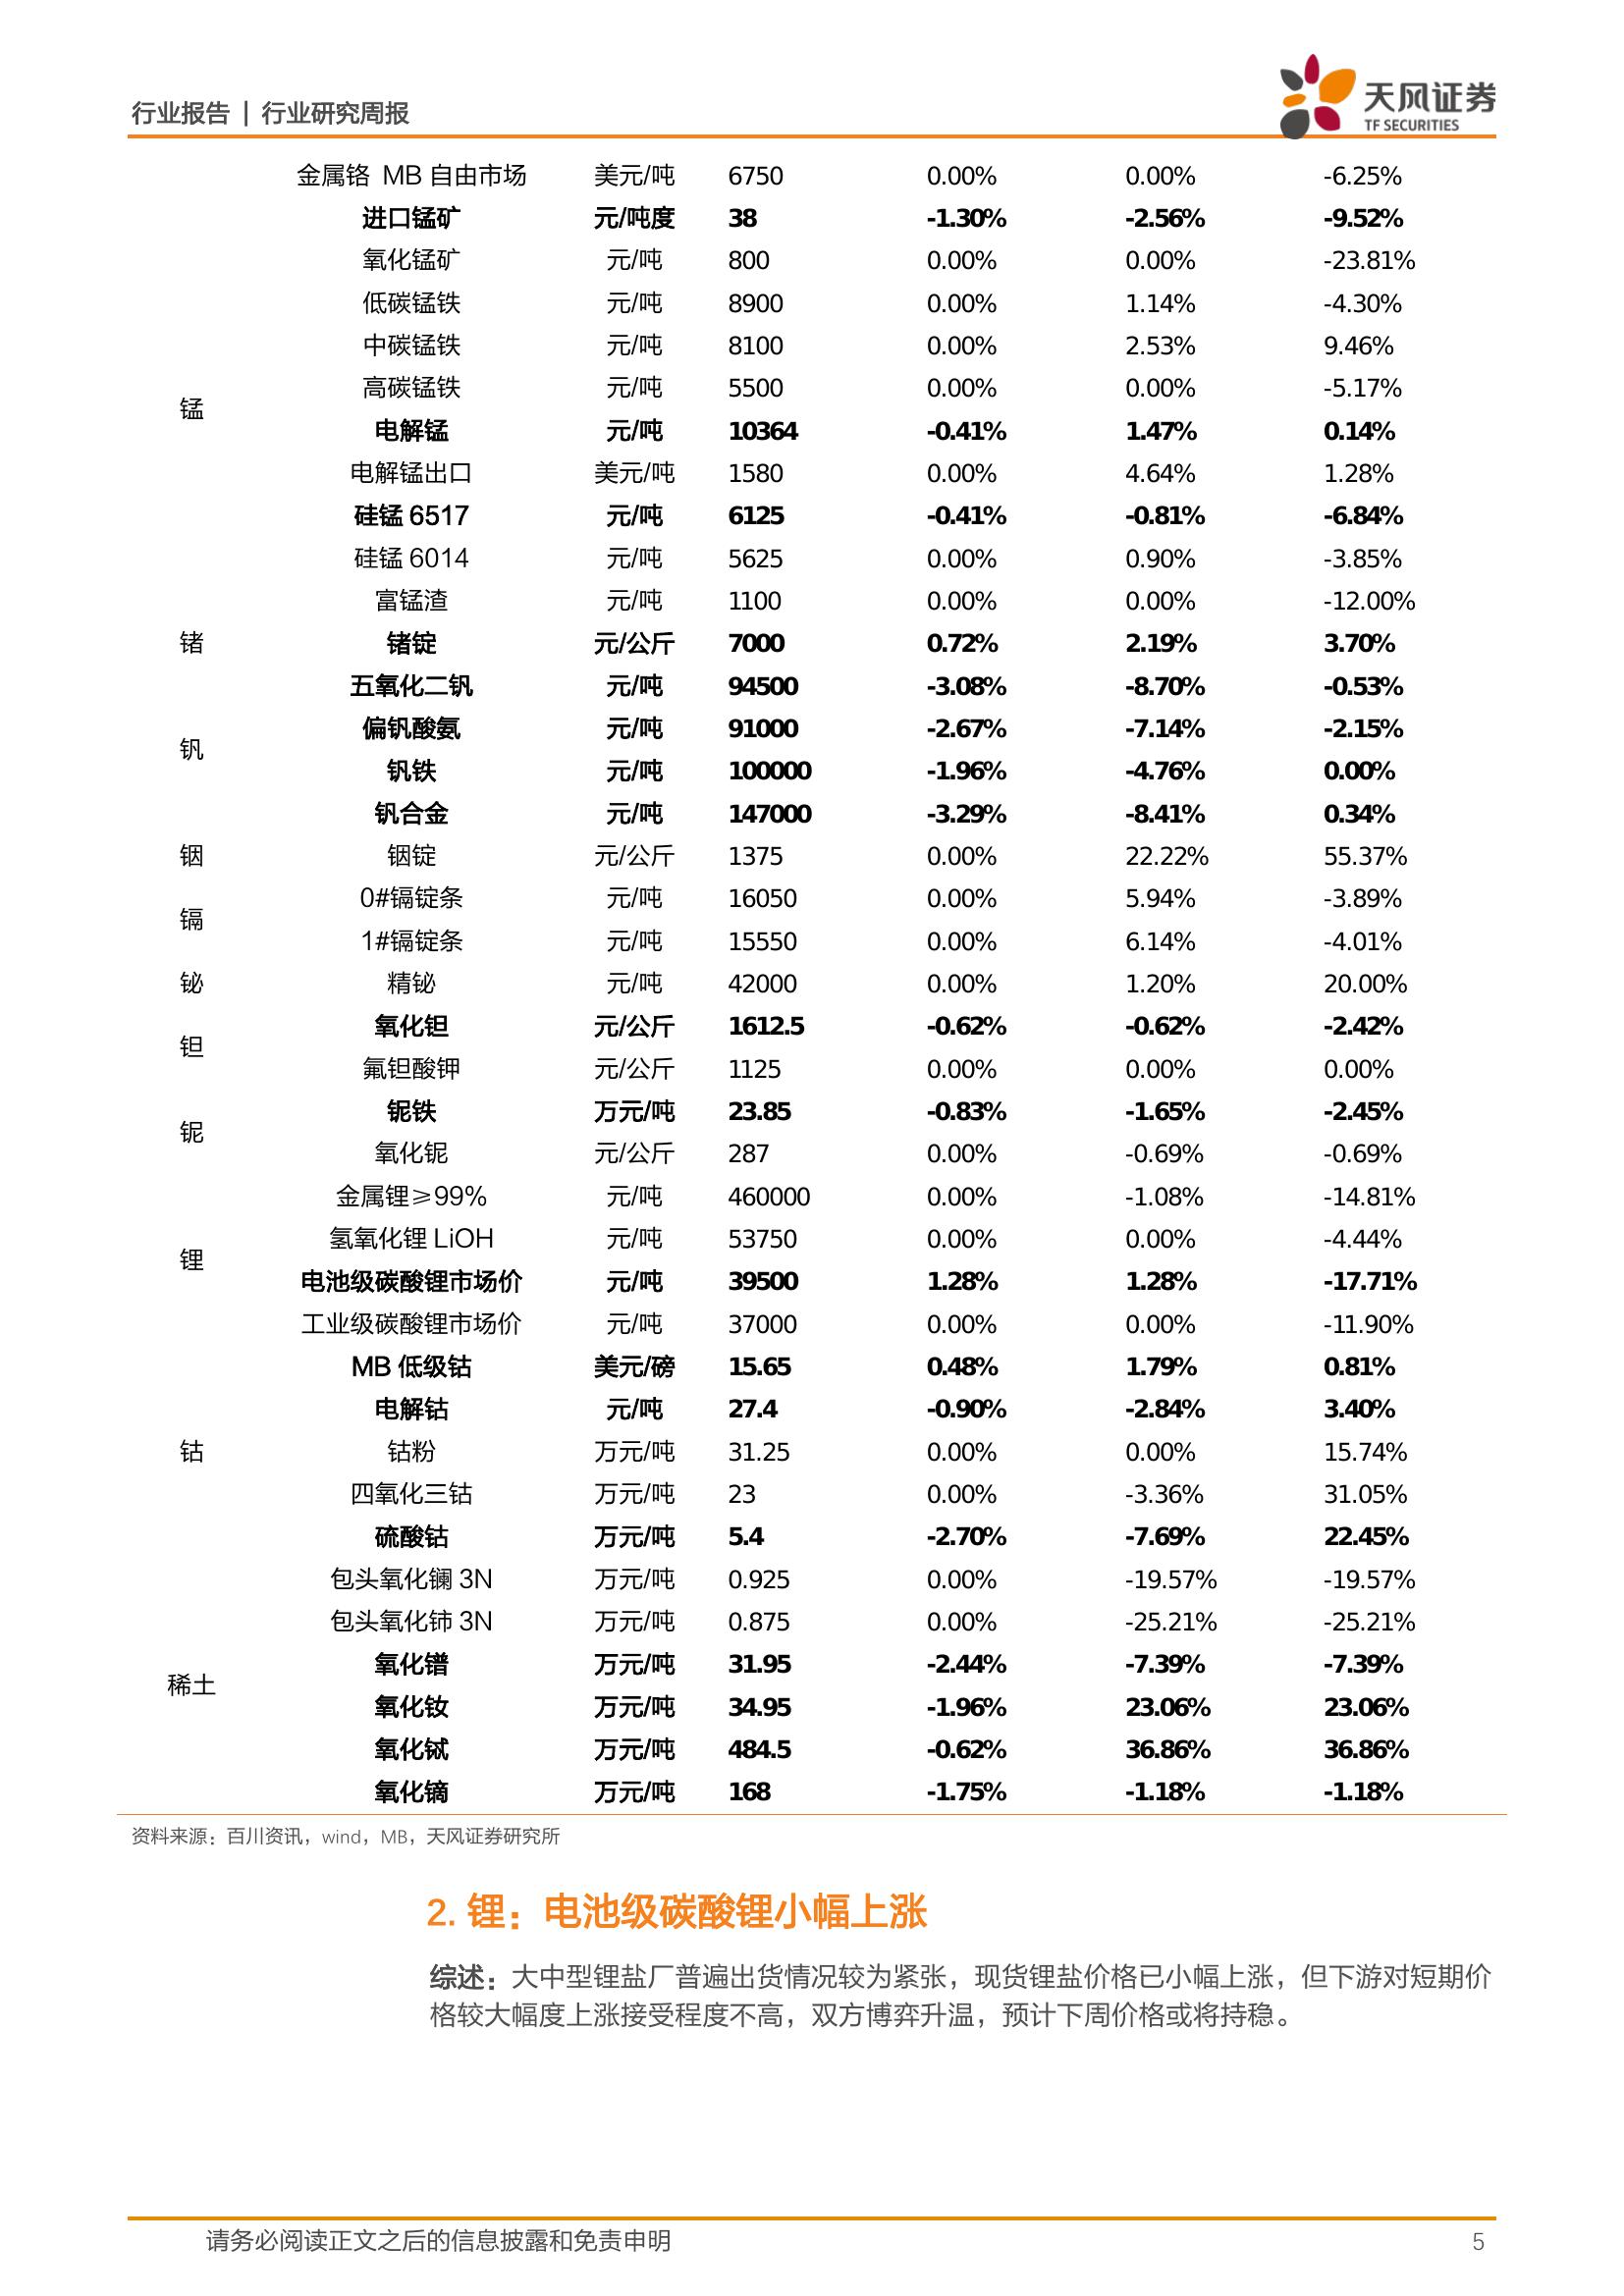 行业报告 | 行业研究周报
天风证券
TF SECURITIES
金属铬 MB 自由市场 美元/吨 6750 0.00% 0.00% -6.25%
进口锰矿 元/吨度 38 -1.30% -2.56% -9.52%
氧化锰矿 元/吨 800 0.00% 0.00% -23.81%
低碳锰铁 元/吨 8900 0.00% 1.14% -4.30%
中碳锰铁 元/吨 8100 0.00% 2.53% 9.46%
高碳锰铁 元/吨 5500 0.00% 0.00% -5.17%
锰
电解锰 元/吨 10364 -0.41% 1.47% 0.14%
电解锰出口 美元/吨 1580 0.00% 4.64% 1.28%
硅锰 6517 元/吨 6125 -0.41% -0.81% -6.84%
硅锰 6014 元/吨 5625 0.00% 0.90% -3.85%
富锰渣 元/吨 1100 0.00% 0.00% -12.00%
锗 锗锭 元/公斤 7000 0.72% 2.19% 3.70%
五氧化二钒 元/吨 94500 -3.08% -8.70% -0.53%
偏钒酸氨 元/吨 91000 -2.67% -7.14% -2.15%
钒
钒铁 元/吨 100000 -1.96% -4.76% 0.00%
钒合金 元/吨 147000 -3.29% -8.41% 0.34%
铟 铟锭 元/公斤 1375 0.00% 22.22% 55.37%
0#镉锭条 元/吨 16050 0.00% 5.94% -3.89%
镉
1#镉锭条 元/吨 15550 0.00% 6.14% -4.01%
铋 精铋 元/吨 42000 0.00% 1.20% 20.00%
氧化钽 元/公斤 1612.5 -0.62% -0.62% -2.42%
钽
氟钽酸钾 元/公斤 1125 0.00% 0.00% 0.00%
铌铁 万元/吨 23.85 -0.83% -1.65% -2.45%
铌
氧化铌 元/公斤 287 0.00% -0.69% -0.69%
金属锂≥99% 元/吨 460000 0.00% -1.08% -14.81%
氢氧化锂 LiOH 元/吨 53750 0.00% 0.00% -4.44%
锂
电池级碳酸锂市场价 元/吨 39500 1.28% 1.28% -17.71%
工业级碳酸锂市场价 元/吨 37000 0.00% 0.00% -11.90%
MB 低级钴 美元/磅 15.65 0.48% 1.79% 0.81%
电解钴 元/吨 27.4 -0.90% -2.84% 3.40%
钴 钴粉 万元/吨 31.25 0.00% 0.00% 15.74%
四氧化三钴 万元/吨 23 0.00% -3.36% 31.05%
硫酸钴 万元/吨 5.4 -2.70% -7.69% 22.45%
包头氧化镧 3N 万元/吨 0.925 0.00% -19.57% -19.57%
包头氧化铈 3N 万元/吨 0.875 0.00% -25.21% -25.21%
氧化镨 万元/吨 31.95 -2.44% -7.39% -7.39%
稀土
氧化钕 万元/吨 34.95 -1.96% 23.06% 23.06%
氧化铽 万元/吨 484.5 -0.62% 36.86% 36.86%
氧化镝 万元/吨 168 -1.75% -1.18% -1.18%
资料来源：百川资讯，wind，MB，天风证券研究所
2. 锂：电池级碳酸锂小幅上涨
综述：大中型锂盐厂普遍出货情况较为紧张，现货锂盐价格已小幅上涨，但下游对短期价
格较大幅度上涨接受程度不高，双方博弈升温，预计下周价格或将持稳。
请务必阅读正文之后的信息披露和免责申明 5